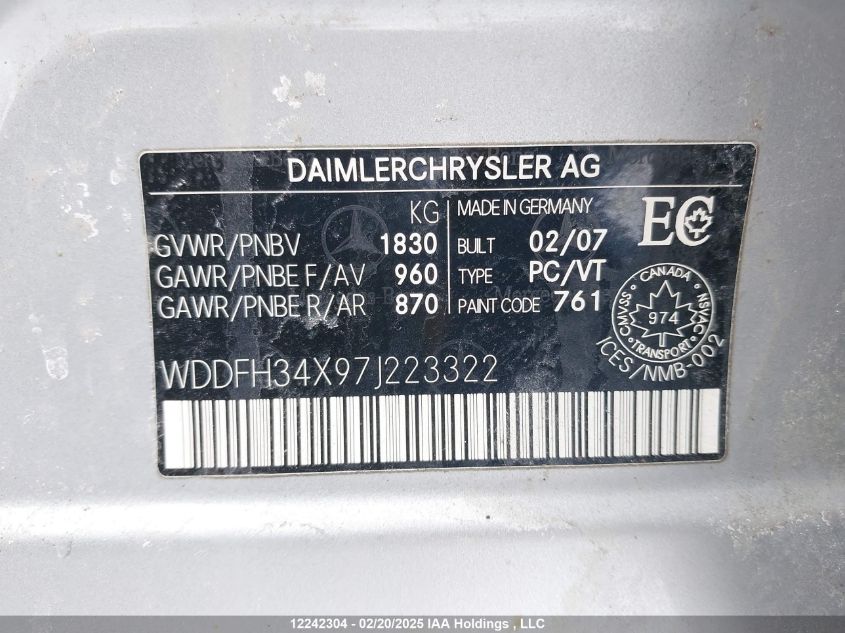 DAIMLERCHRYSLER AG
KG
GVWR/PNBV 1830
GAWR/PNBE F/AV 960
GAWR/PNBE R/AR 870
MADE IN GERMANY
BUILT 02/07
TYPE PC/VT
PAINT CODE 761
EC
CANADA
CMVSS 974 NSVAC
TRANSPORT
ICES/NMB-002
WDDFH34X97J223322
12242304 - 02/20/2025 IAA Holdings , LLC